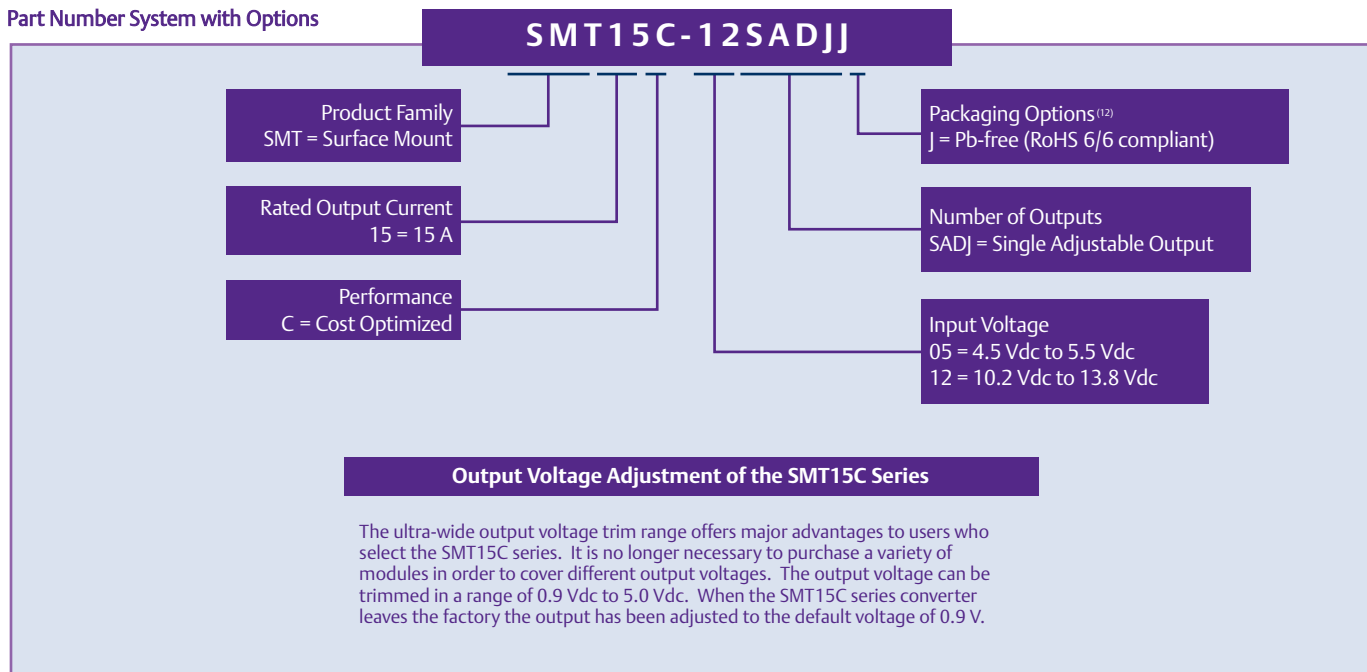 Part Number System with Options
SMT15C-12SADJJ
Product Family
SMT = Surface Mount
Rated Output Current
15 = 15 A
Performance
C = Cost Optimized
Packaging Options(12)
J = Pb-free (RoHS 6/6 compliant)
Number of Outputs
SADJ = Single Adjustable Output
Input Voltage
05 = 4.5 Vdc to 5.5 Vdc
12 = 10.2 Vdc to 13.8 Vdc
Output Voltage Adjustment of the SMT15C Series
The ultra-wide output voltage trim range offers major advantages to users who
select the SMT15C series. It is no longer necessary to purchase a variety of
modules in order to cover different output voltages. The output voltage can be
trimmed in a range of 0.9 Vdc to 5.0 Vdc. When the SMT15C series converter
leaves the factory the output has been adjusted to the default voltage of 0.9 V.